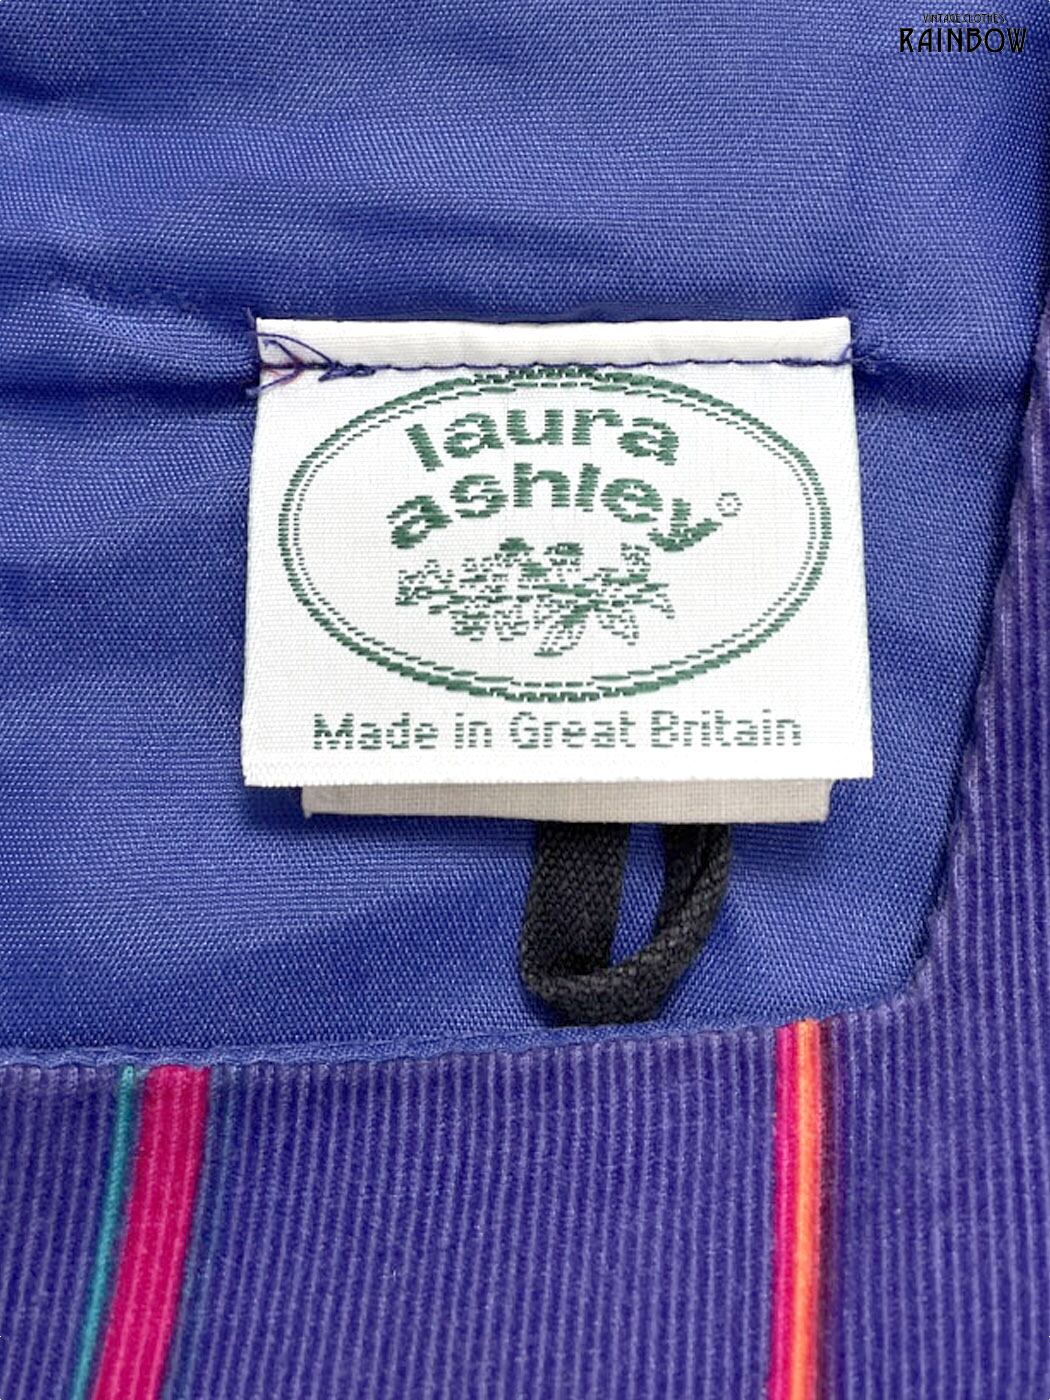 VINTAGE CLOTHES
RAINBOW
laura
ashley®
Made in Great Britain